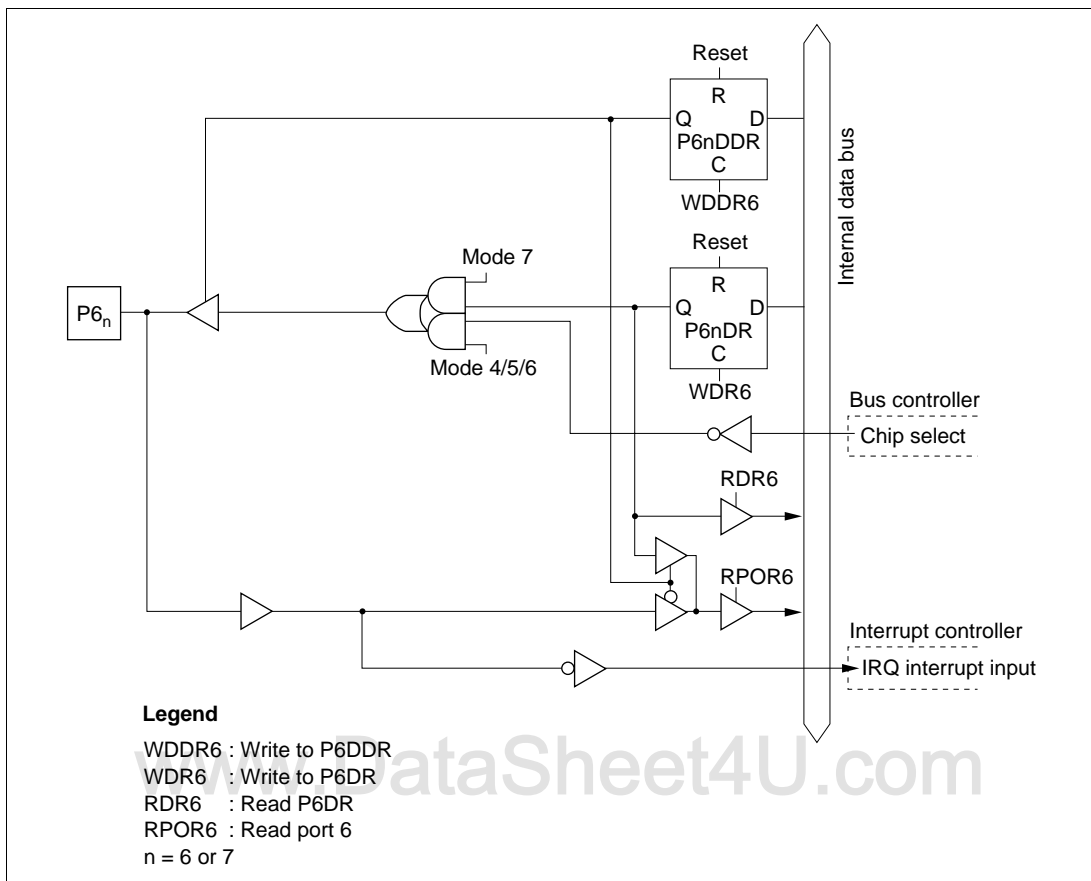 Reset
R
Q D
P6nDDR
C
WDDR6
Internal data bus
Reset
R
Q D
P6nDR
C
WDR6
Mode 7
P6n
Mode 4/5/6
Bus controller
Chip select
RDR6
RPOR6
Interrupt controller
IRQ interrupt input
Legend
WDDR6 : Write to P6DDR
WDR6 : Write to P6DR
RDR6 : Read P6DR
RPOR6 : Read port 6
n = 6 or 7
www.DataSheet4U.com